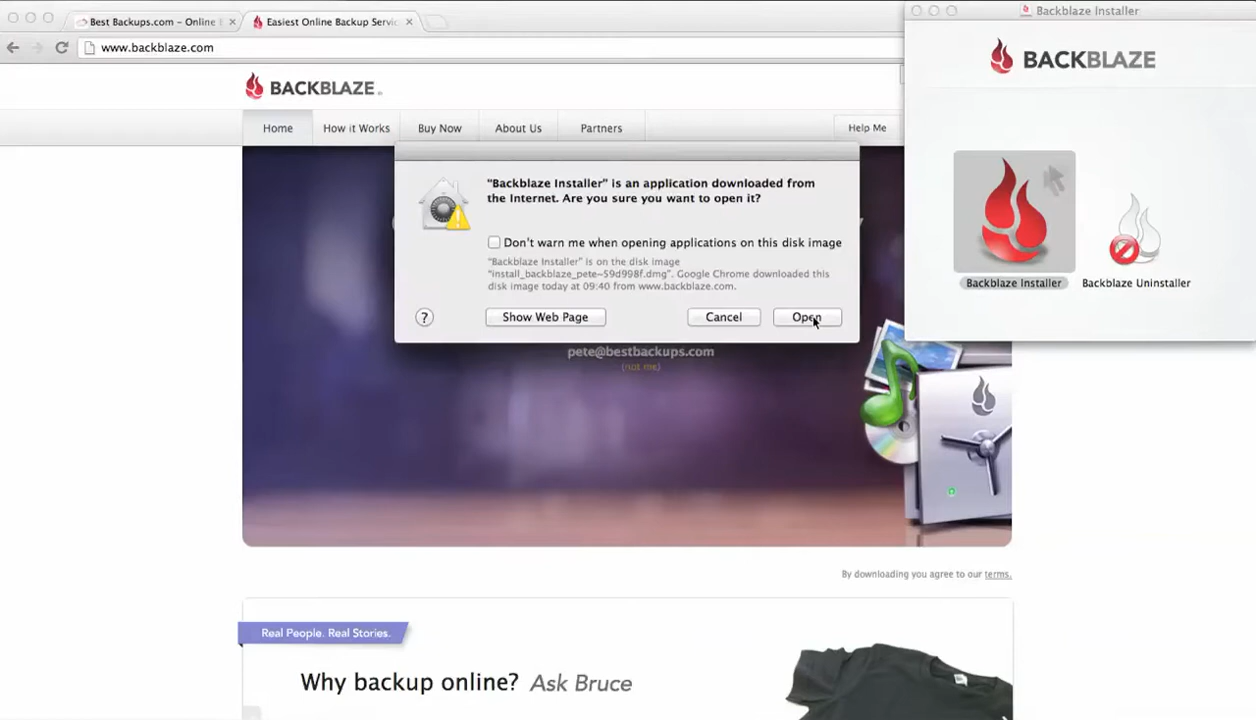 Best Backups.com – Online
Easiest Online Backup Servic
www.backblaze.com
BACKBLAZE
Home
How it Works
Buy Now
About Us
Partners
Help Me
"Backblaze Installer" is an application downloaded from
the Internet. Are you sure you want to open it?
Don't warn me when opening applications on this disk image
"Backblaze Installer" is on the disk image
"install_backblaze_pete-59d998f.dmg". Google Chrome downloaded this
disk image today at 09:40 from www.backblaze.com.
?
Show Web Page
Cancel
Open
pete@bestbackups.com
(not me)
Backblaze Installer
BACKBLAZE
Backblaze Installer
Backblaze Uninstaller
By downloading you agree to our terms.
Real People. Real Stories.
Why backup online? Ask Bruce